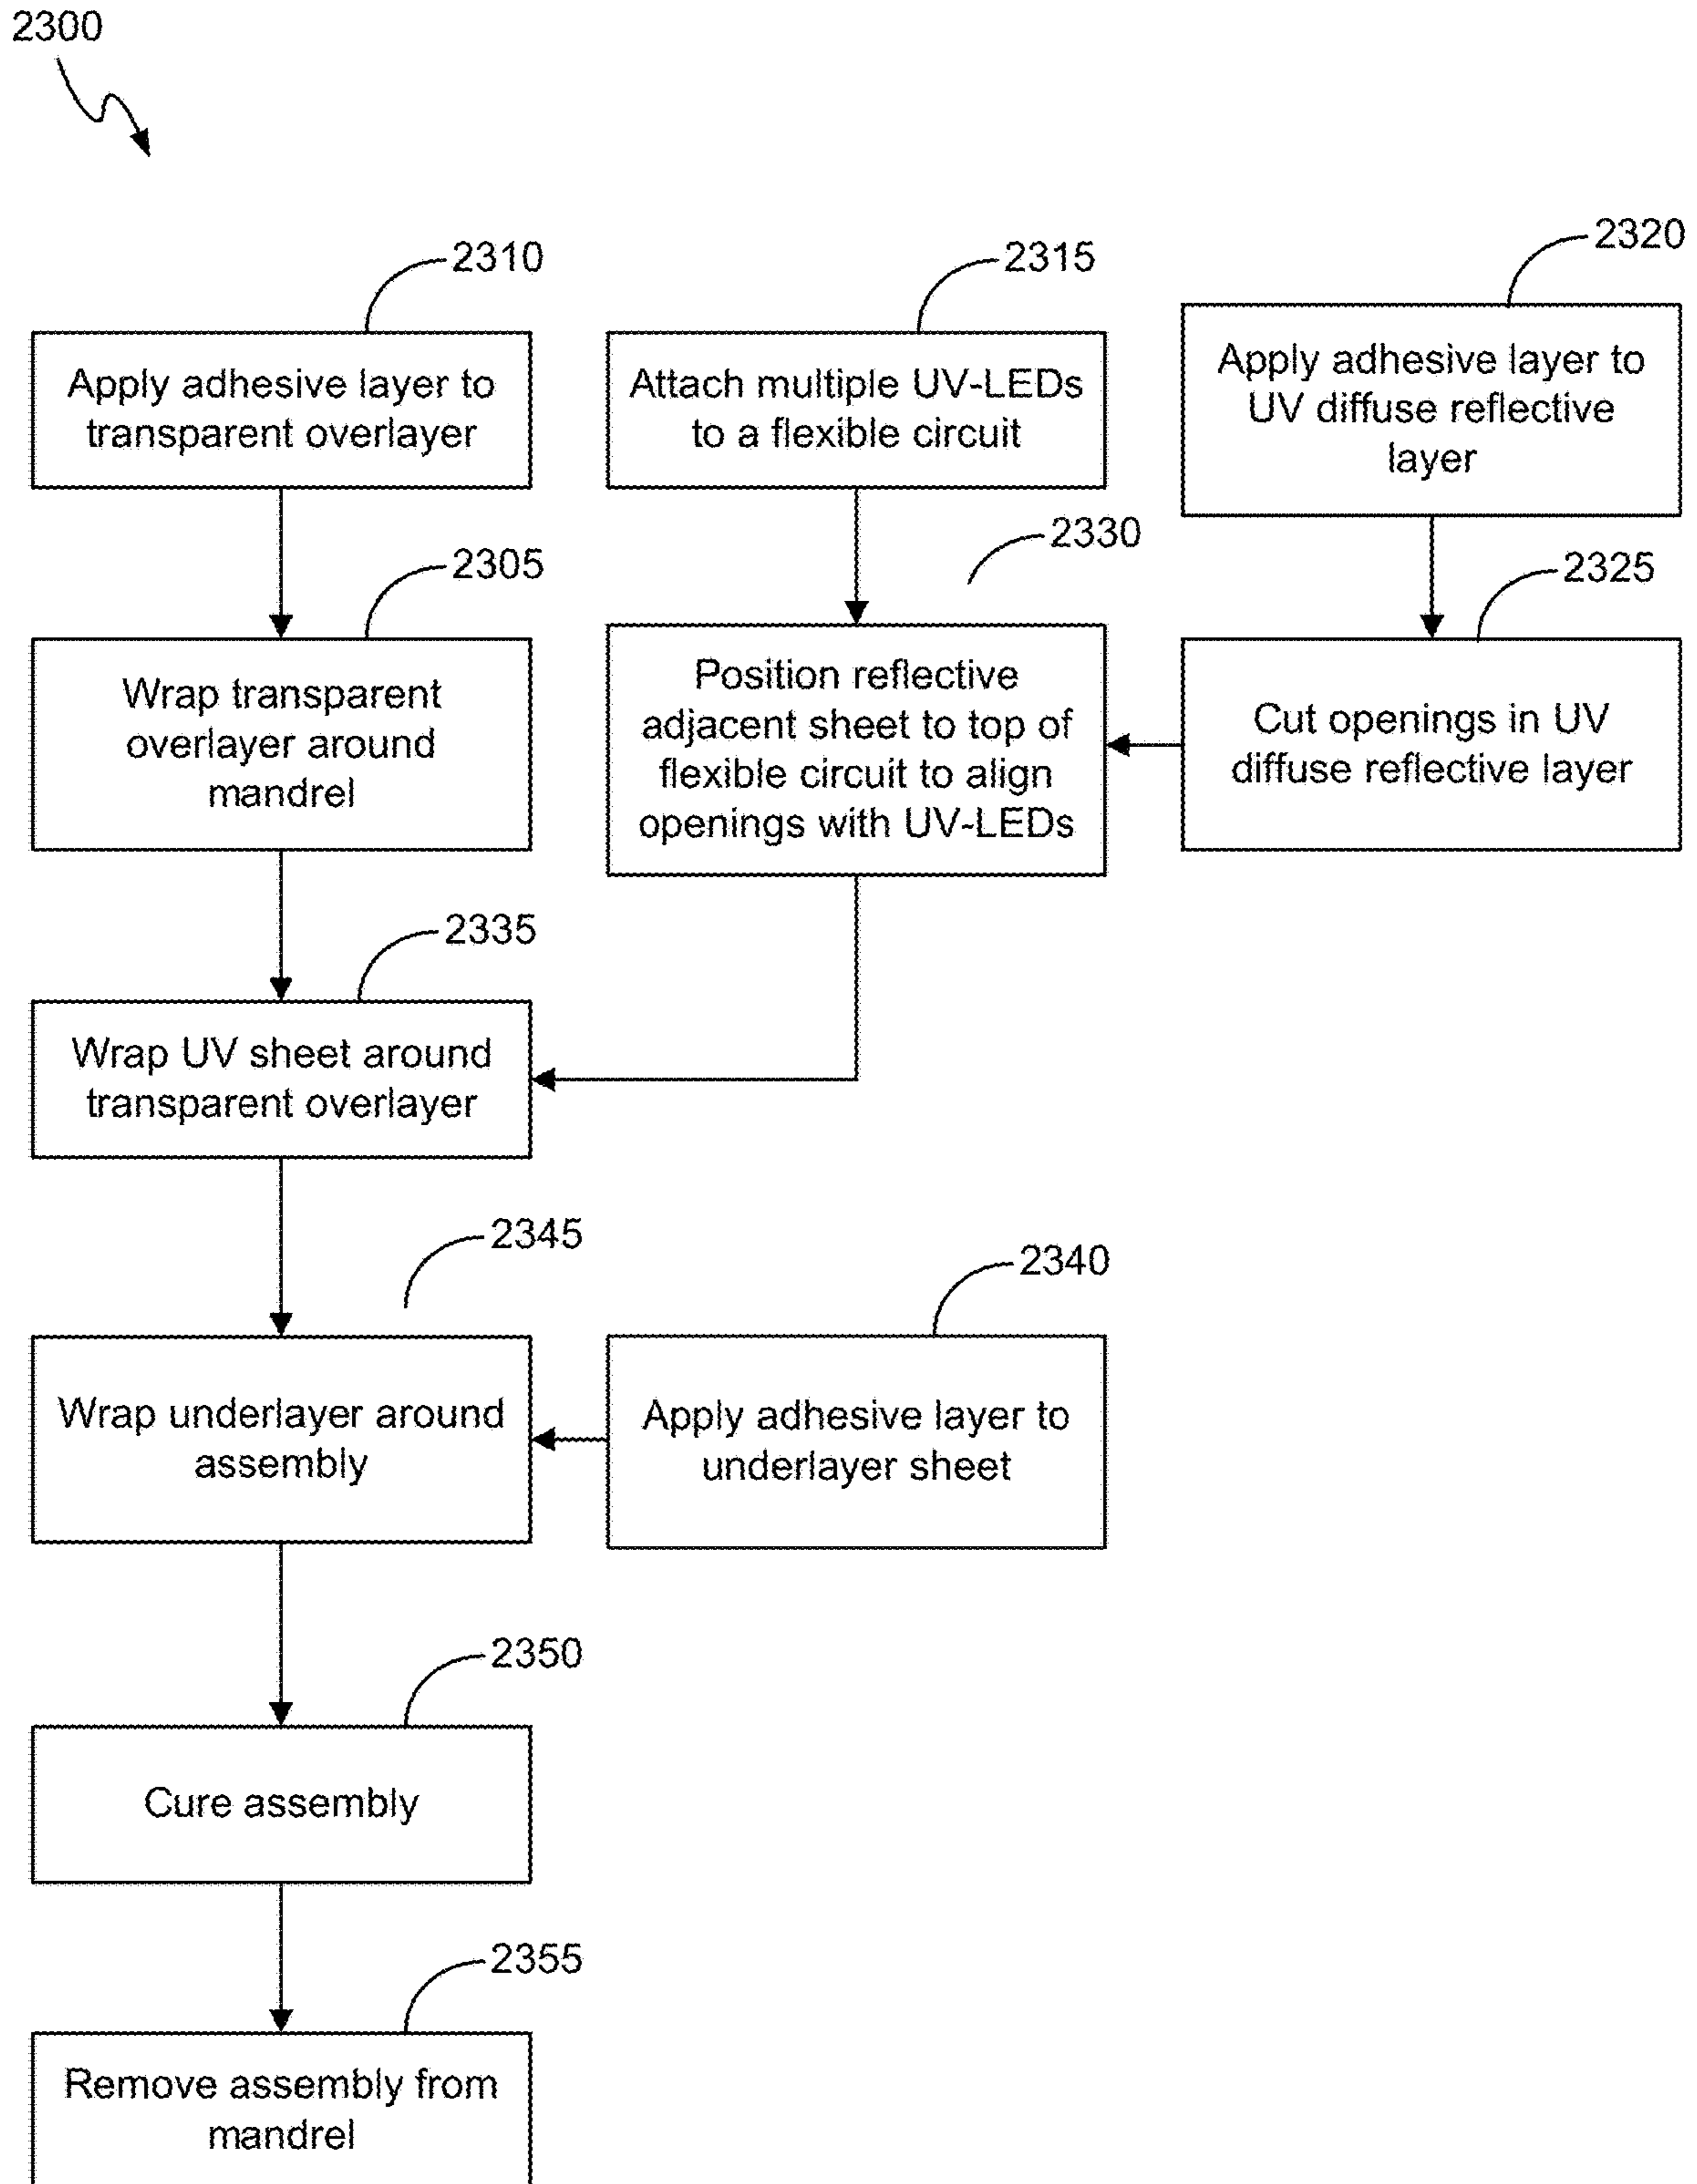 2300
2310
2315
2320
Apply adhesive layer to
transparent overlayer
Attach multiple UV-LEDs
to a flexible circuit
Apply adhesive layer to
UV diffuse reflective
layer
2305
2330
2325
Wrap transparent
overlayer around
mandrel
Position reflective
adjacent sheet to top of
flexible circuit to align
openings with UV-LEDs
Cut openings in UV
diffuse reflective layer
2335
Wrap UV sheet around
transparent overlayer
2345
2340
Wrap underlayer around
assembly
Apply adhesive layer to
underlayer sheet
2350
Cure assembly
2355
Remove assembly from
mandrel